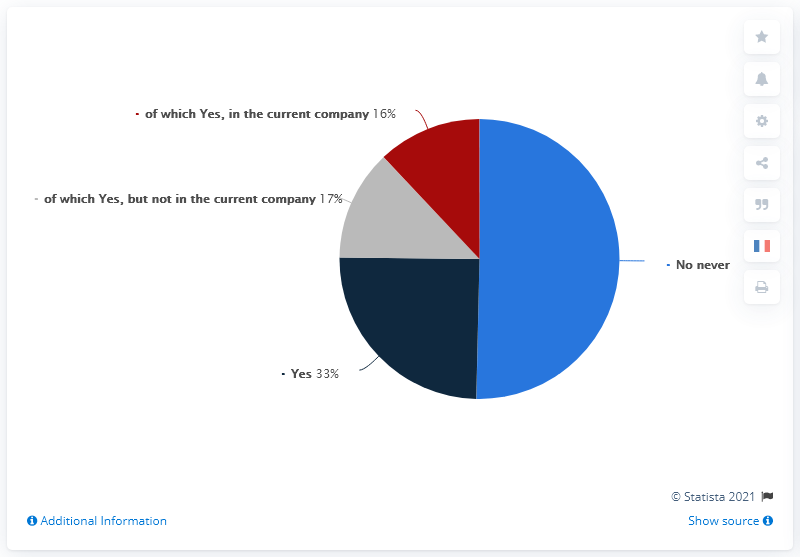 of which Yes, in the current company 16%
of which Yes, but not in the current company 17%
No never
Yes 33%
© Statista 2021
Additional Information
Show source